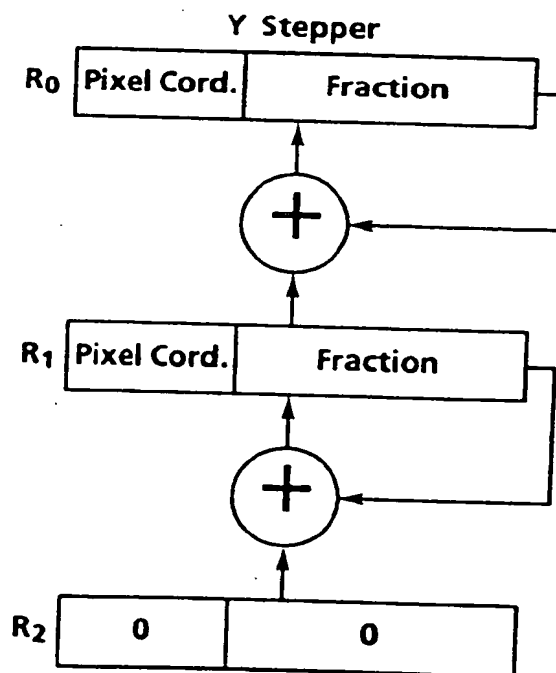 Y Stepper
R0 Pixel Cord. Fraction
+
R1 Pixel Cord. Fraction
+
R2 0 0